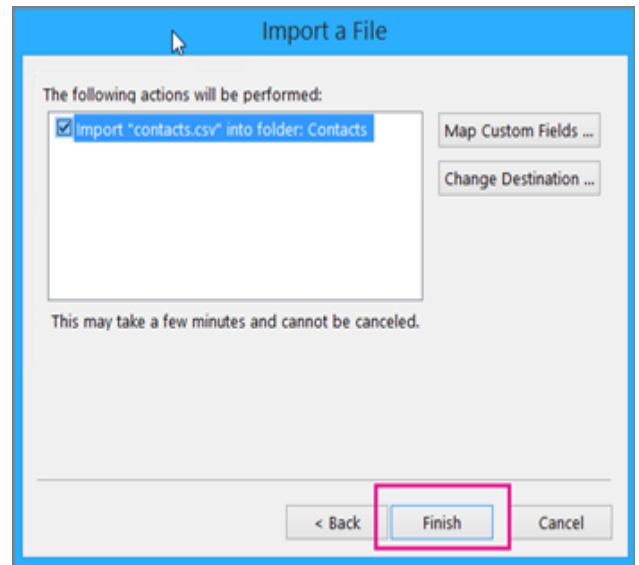 Import a File
The following actions will be performed:
Import "contacts.csv" into folder: Contacts
Map Custom Fields ...
Change Destination ...
This may take a few minutes and cannot be canceled.
< Back
Finish
Cancel